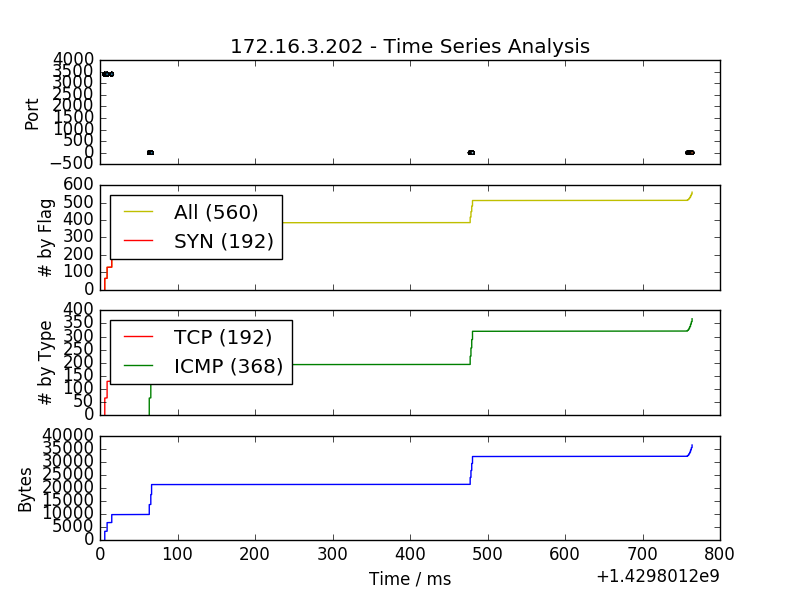 172.16.3.202 - Time Series Analysis
4000
3500
3000
2500
2000
1500
1000
500
0
−500
Port
600
500
400
300
200
100
0
# by Flag
All (560)
SYN (192)
400
350
300
250
200
150
100
50
0
# by Type
TCP (192)
ICMP (368)
40000
35000
30000
25000
20000
15000
10000
5000
0
Bytes
0 100 200 300 400 500 600 700 800
Time / ms
+1.4298012e9